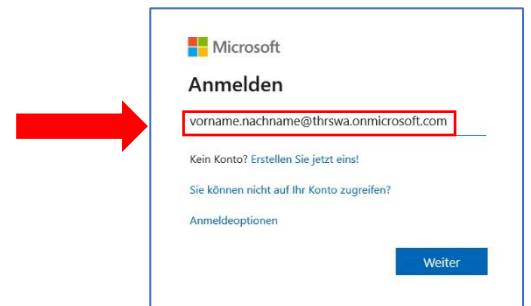 Microsoft
Anmelden
vorname.nachname@thrswa.onmicrosoft.com
Kein Konto? Erstellen Sie jetzt eins!
Sie können nicht auf Ihr Konto zugreifen?
Anmeldeoptionen
Weiter